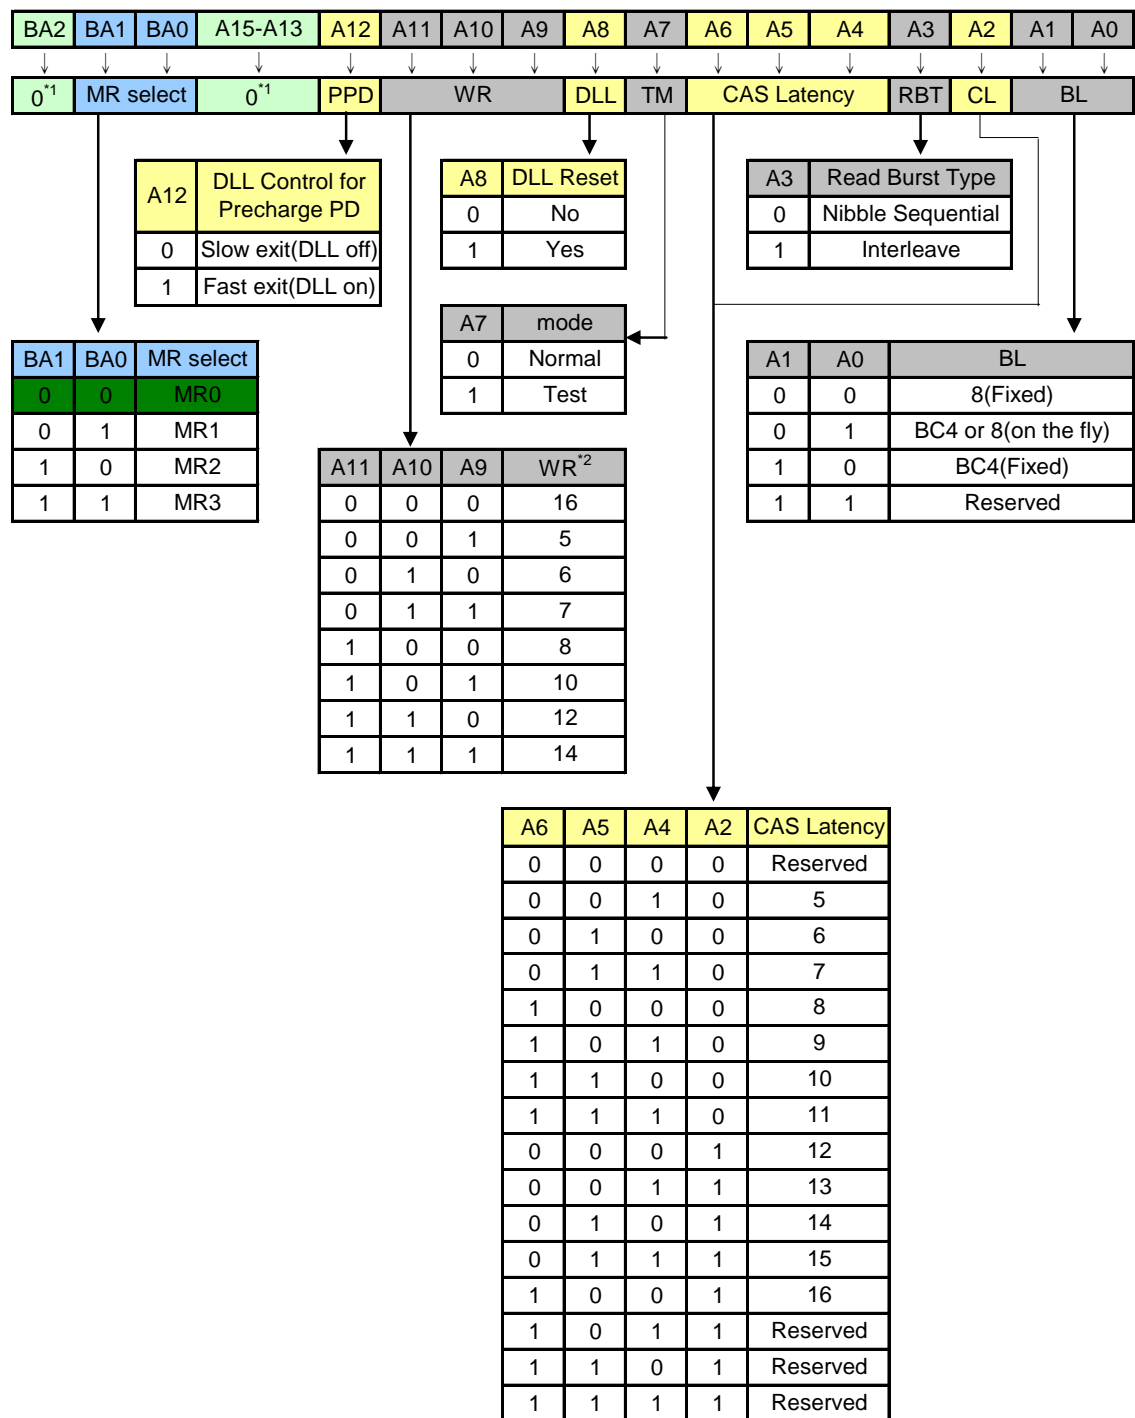 BA2 BA1 BA0 A15-A13 A12 A11 A10 A9 A8 A7 A6 A5 A4 A3 A2 A1 A0
0*1 MR select 0*1 PPD WR DLL TM CAS Latency RBT CL BL
A12 DLL Control for Precharge PD
0 Slow exit(DLL off)
1 Fast exit(DLL on)
A8 DLL Reset
0 No
1 Yes
A3 Read Burst Type
0 Nibble Sequential
1 Interleave
A7 mode
0 Normal
1 Test
BA1 BA0 MR select
0 0 MR0
0 1 MR1
1 0 MR2
1 1 MR3
A1 A0 BL
0 0 8(Fixed)
0 1 BC4 or 8(on the fly)
1 0 BC4(Fixed)
1 1 Reserved
A11 A10 A9 WR*2
0 0 0 16
0 0 1 5
0 1 0 6
0 1 1 7
1 0 0 8
1 0 1 10
1 1 0 12
1 1 1 14
A6 A5 A4 A2 CAS Latency
0 0 0 0 Reserved
0 0 1 0 5
0 1 0 0 6
0 1 1 0 7
1 0 0 0 8
1 0 1 0 9
1 1 0 0 10
1 1 1 0 11
0 0 0 1 12
0 0 1 1 13
0 1 0 1 14
0 1 1 1 15
1 0 0 1 16
1 0 1 1 Reserved
1 1 0 1 Reserved
1 1 1 1 Reserved